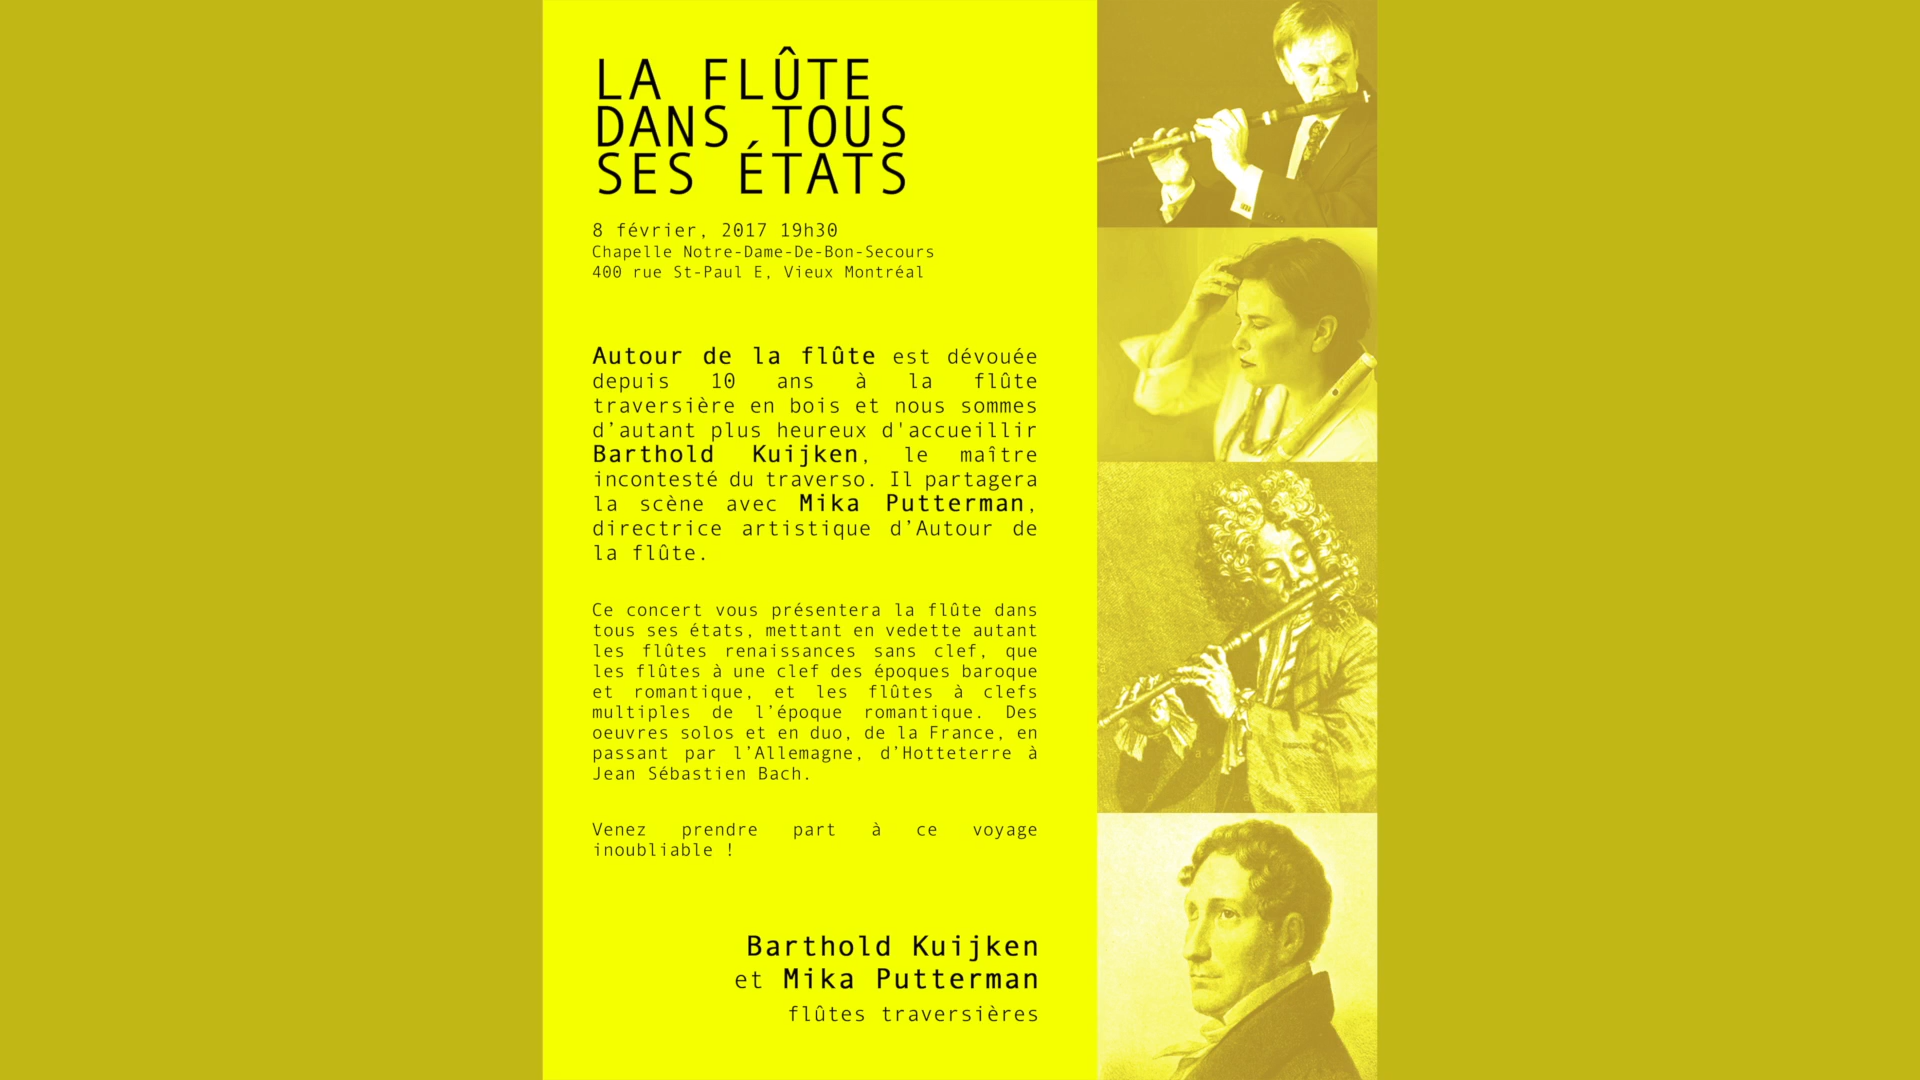 LA FLÛTE
DANS TOUS
SES ÉTATS
8 février, 2017 19h30
Chapelle Notre-Dame-De-Bon-Secours
400 rue St-Paul E, Vieux Montréal
Autour de la flûte est dévouée
depuis 10 ans à la flûte
traversière en bois et nous sommes
d’autant plus heureux d'accueillir
Barthold Kuijken, le maître
incontesté du traverso. Il partagera
la scène avec Mika Putterman,
directrice artistique d’Autour de
la flûte.
Ce concert vous présentera la flûte dans
tous ses états, mettant en vedette autant
les flûtes renaissances sans clef, que
les flûtes à une clef des époques baroque
et romantique, et les flûtes à clefs
multiples de l’époque romantique. Des
oeuvres solos et en duo, de la France, en
passant par l’Allemagne, d’Hotteterre à
Jean Sébastien Bach.
Venez prendre part à ce voyage
inoubliable !
Barthold Kuijken
et Mika Putterman
flûtes traversières